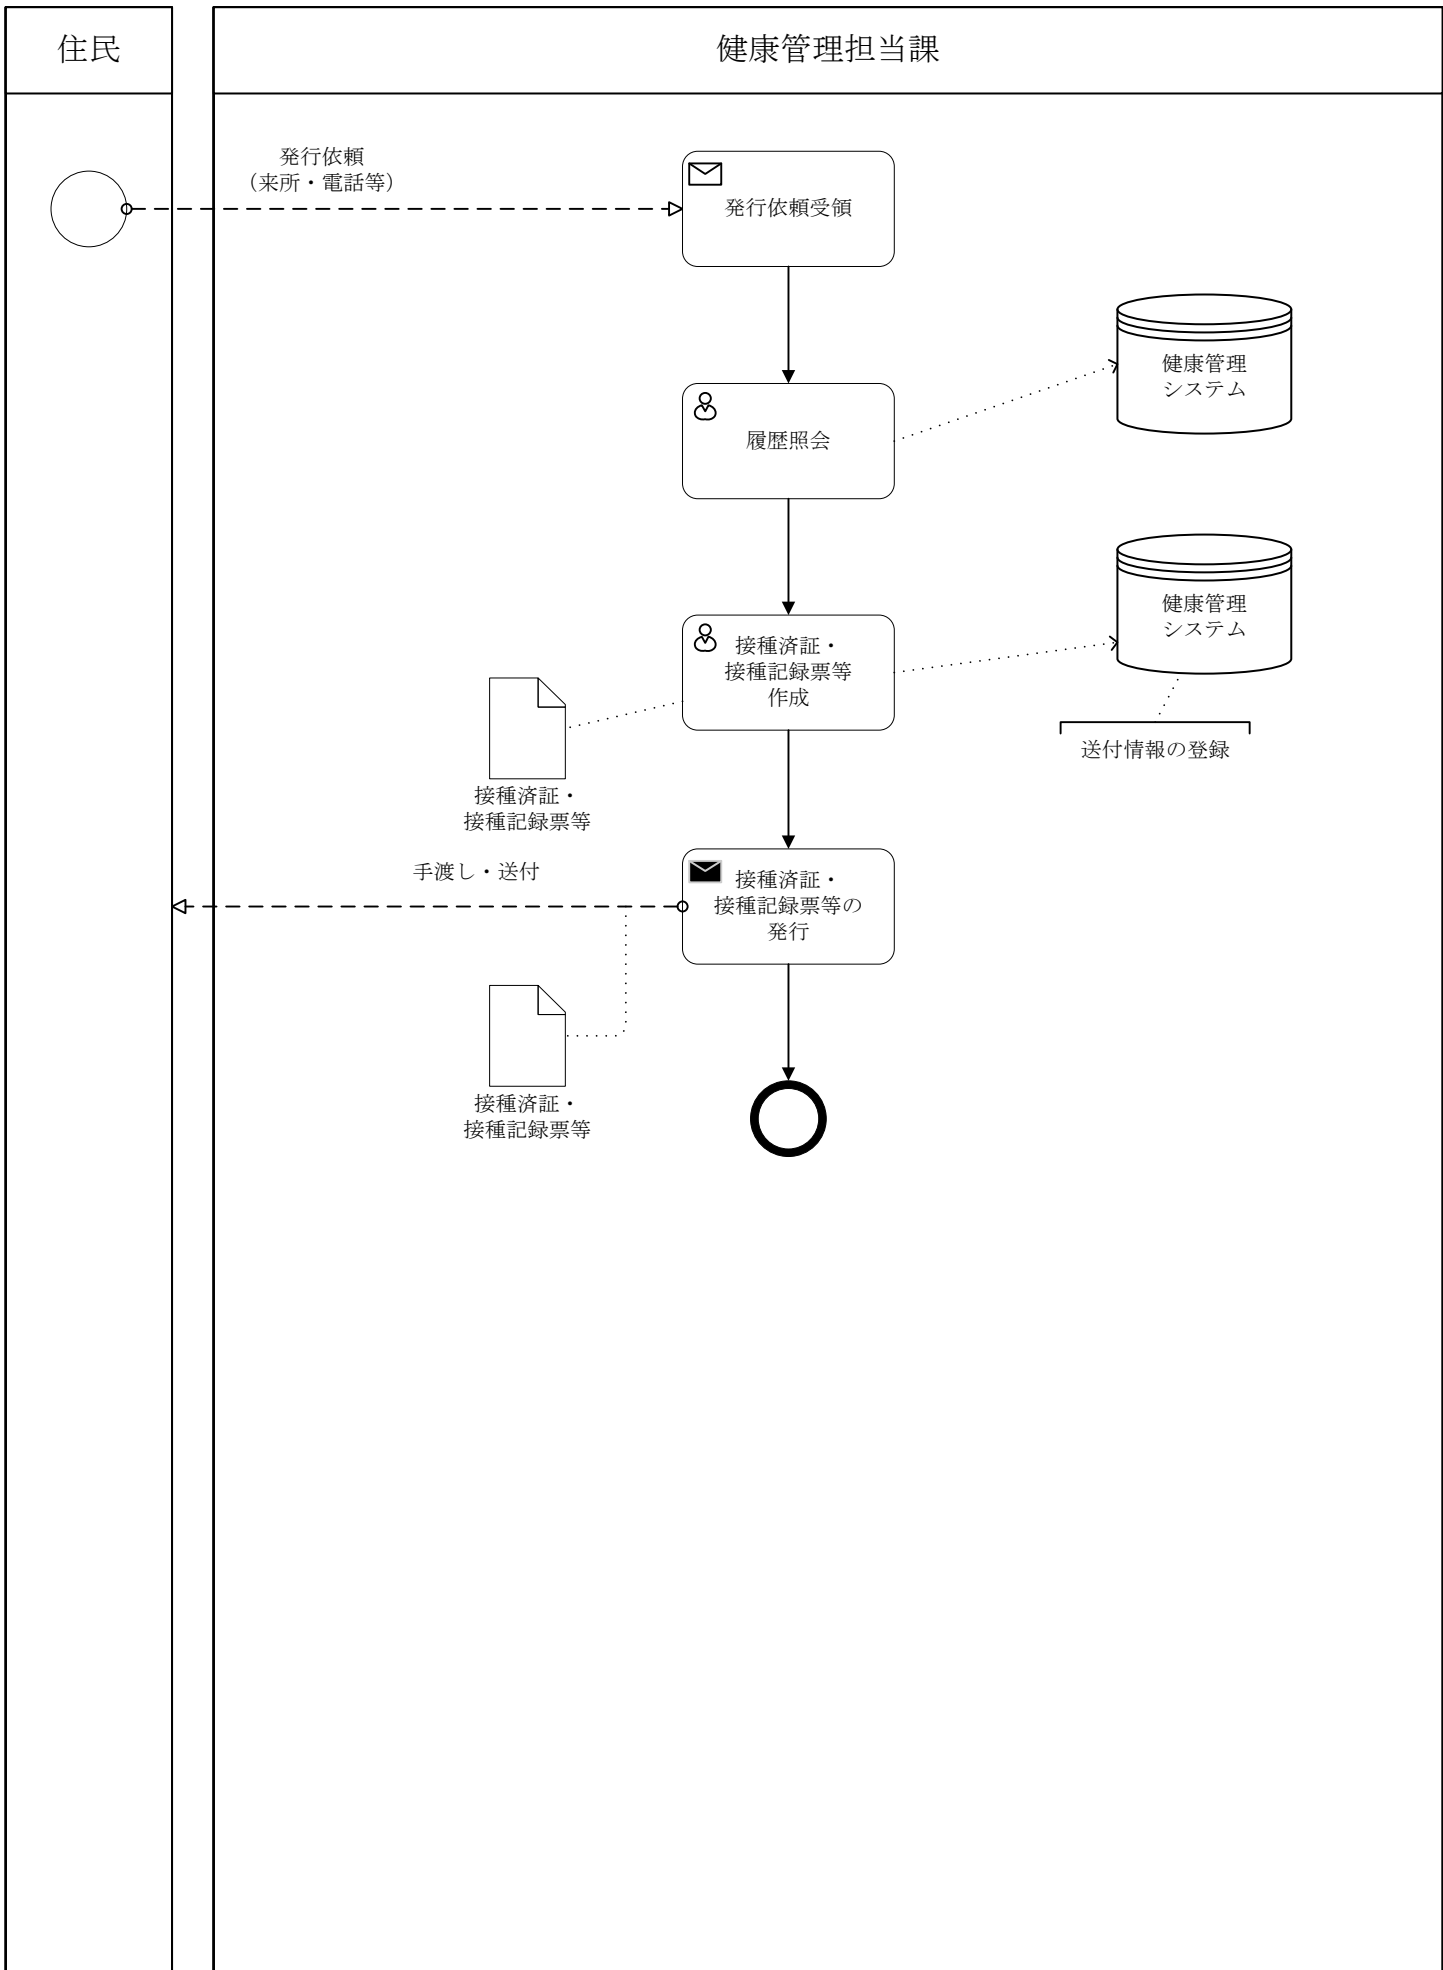 住民
健康管理担当課
発行依頼
（来所・電話等）
発行依頼受領
健康管理
システム
履歴照会
健康管理
システム
接種済証・
接種記録票等
作成
送付情報の登録
接種済証・
接種記録票等
手渡し・送付
接種済証・
接種記録票等の
発行
接種済証・
接種記録票等